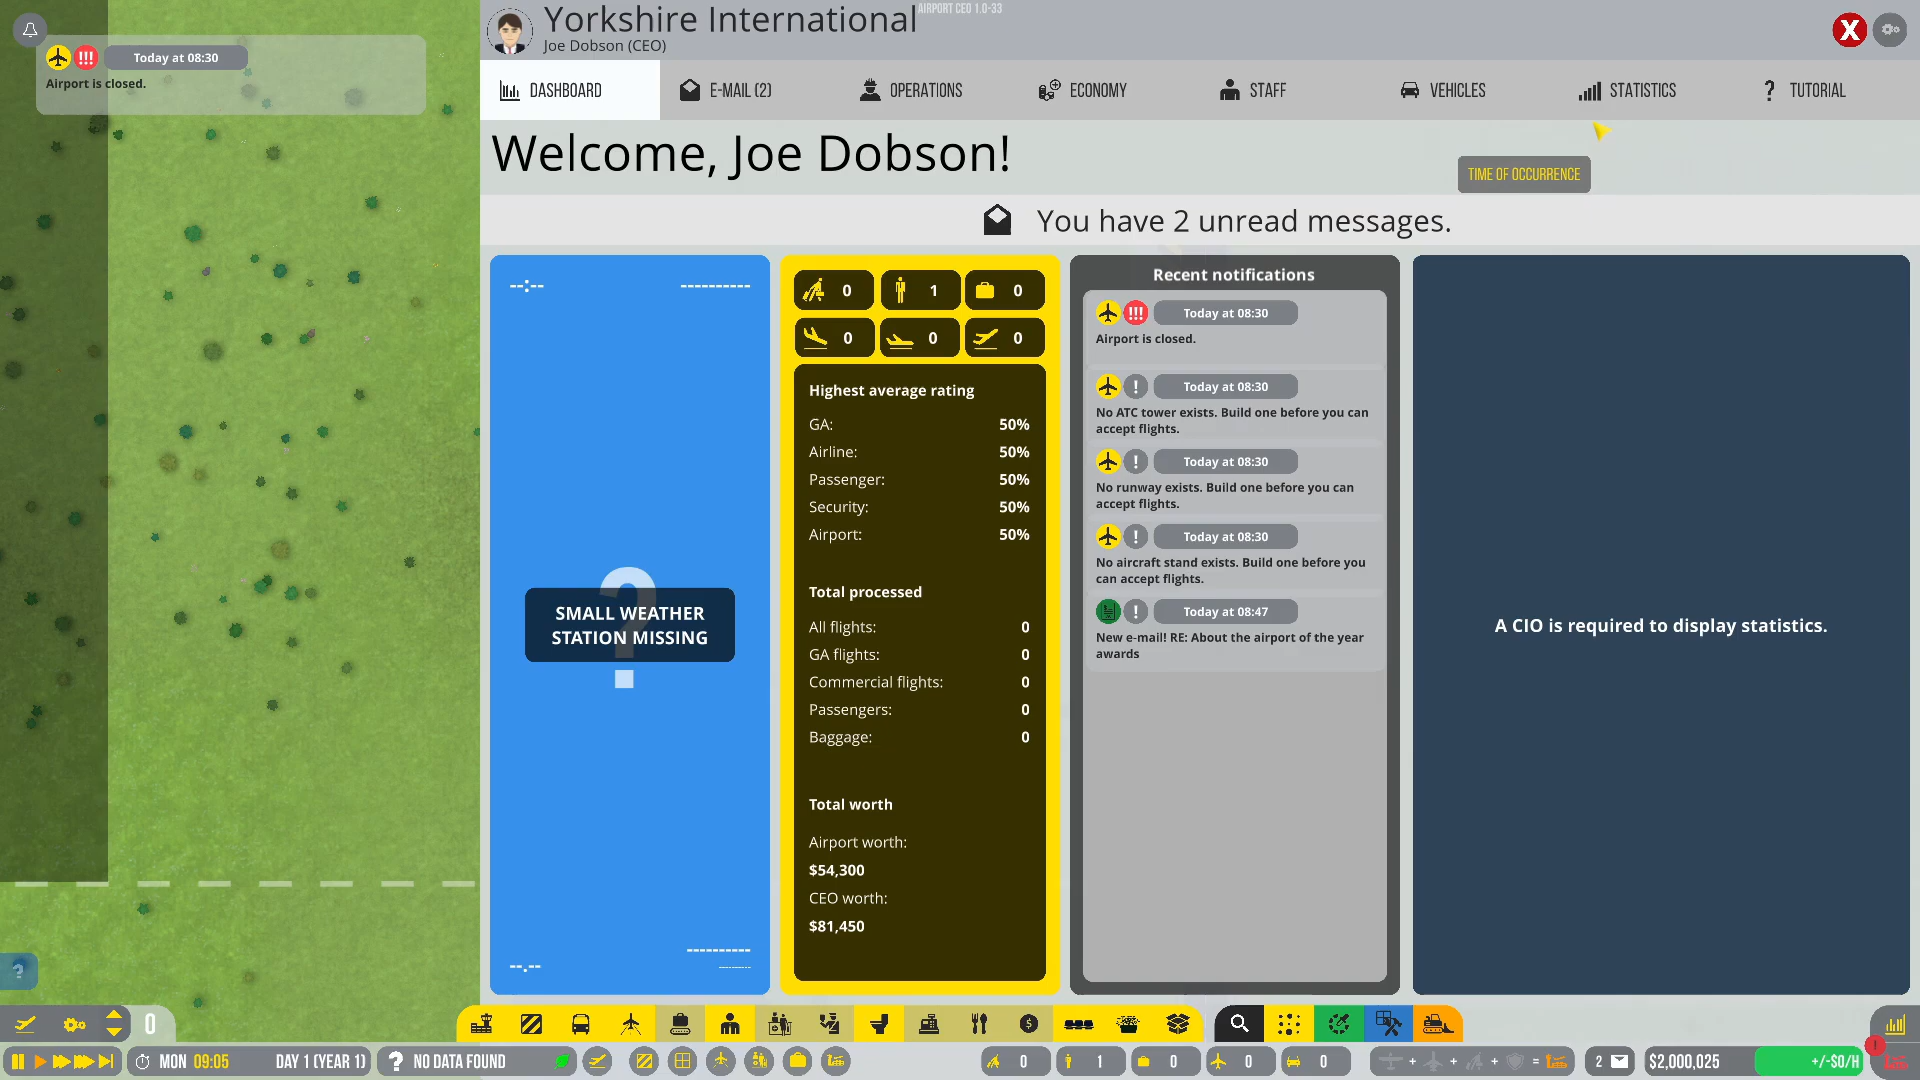 AIRPORT CEO 1.0-33
Yorkshire International
Joe Dobson (CEO)
X
!!! Today at 08:30
Airport is closed.
DASHBOARD
E-MAIL (2)
OPERATIONS
ECONOMY
STAFF
VEHICLES
STATISTICS
? TUTORIAL
Welcome, Joe Dobson!
TIME OF OCCURRENCE
You have 2 unread messages.
--:-- ----------
?
SMALL WEATHER
STATION MISSING
----------
--.-- ----------
0 1 0
0 0 0
Highest average rating
GA: 50%
Airline: 50%
Passenger: 50%
Security: 50%
Airport: 50%
Total processed
All flights: 0
GA flights: 0
Commercial flights: 0
Passengers: 0
Baggage: 0
Total worth
Airport worth:
$54,300
CEO worth:
$81,450
Recent notifications
!!! Today at 08:30
Airport is closed.
! Today at 08:30
No ATC tower exists. Build one before you can
accept flights.
! Today at 08:30
No runway exists. Build one before you can
accept flights.
! Today at 08:30
No aircraft stand exists. Build one before you
can accept flights.
! Today at 08:47
New e-mail! RE: About the airport of the year
awards
A CIO is required to display statistics.
?
0
$
MON 09:05 DAY 1 (YEAR 1)
? NO DATA FOUND
0 1 0 0 0
+ + + =
2
$2,000,025
+/-$0/H
!